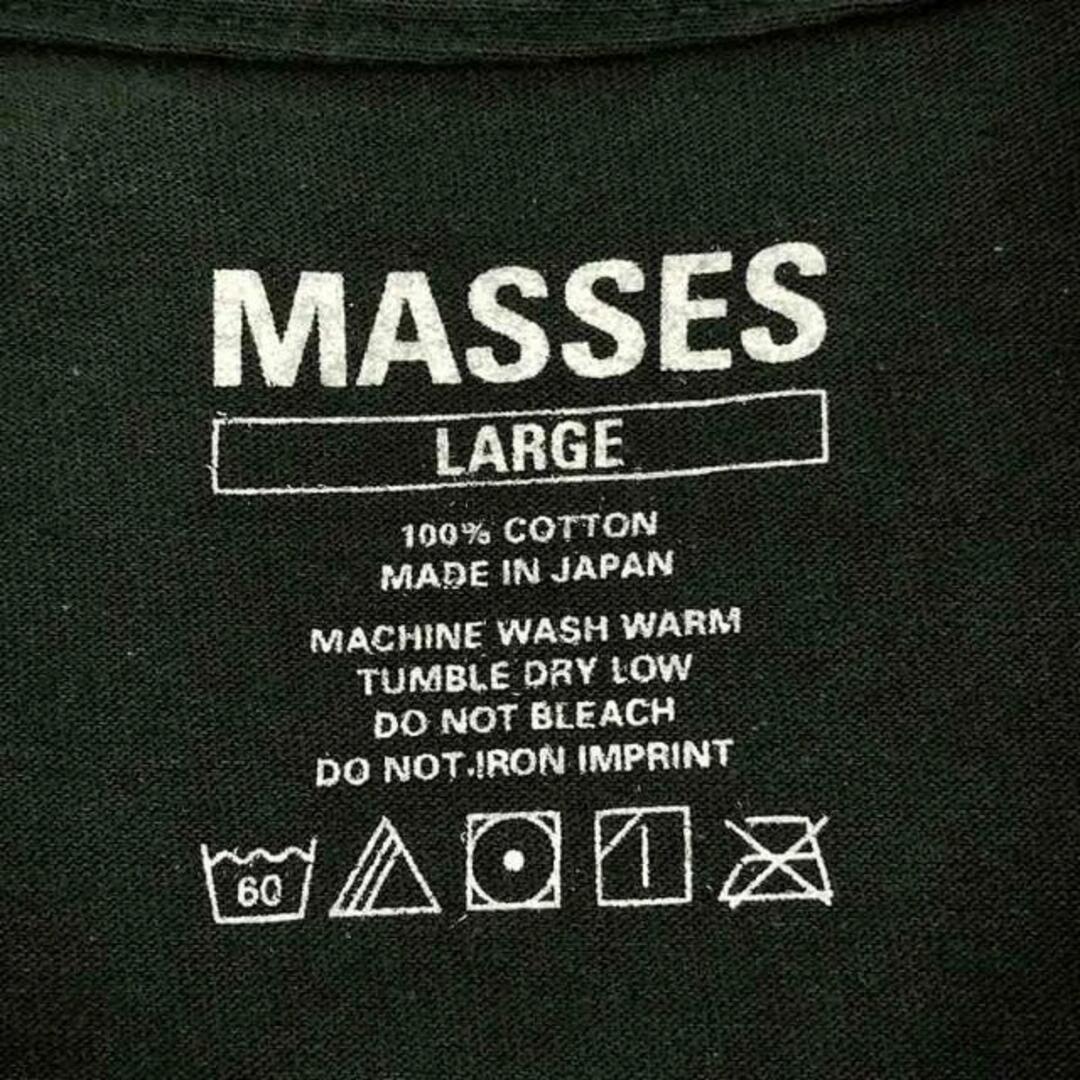 MASSES
LARGE
100% COTTON
MADE IN JAPAN
MACHINE WASH WARM
TUMBLE DRY LOW
DO NOT BLEACH
DO NOT IRON IMPRINT
60